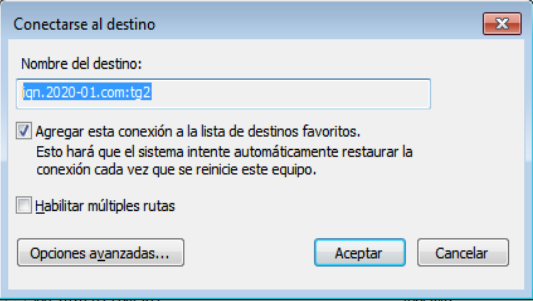 Conectarse al destino
Nombre del destino:
iqn.2020-01.com:tg2
Agregar esta conexión a la lista de destinos favoritos.
Esto hará que el sistema intente automáticamente restaurar la
conexión cada vez que se reinicie este equipo.
Habilitar múltiples rutas
Opciones avanzadas...
Aceptar
Cancelar